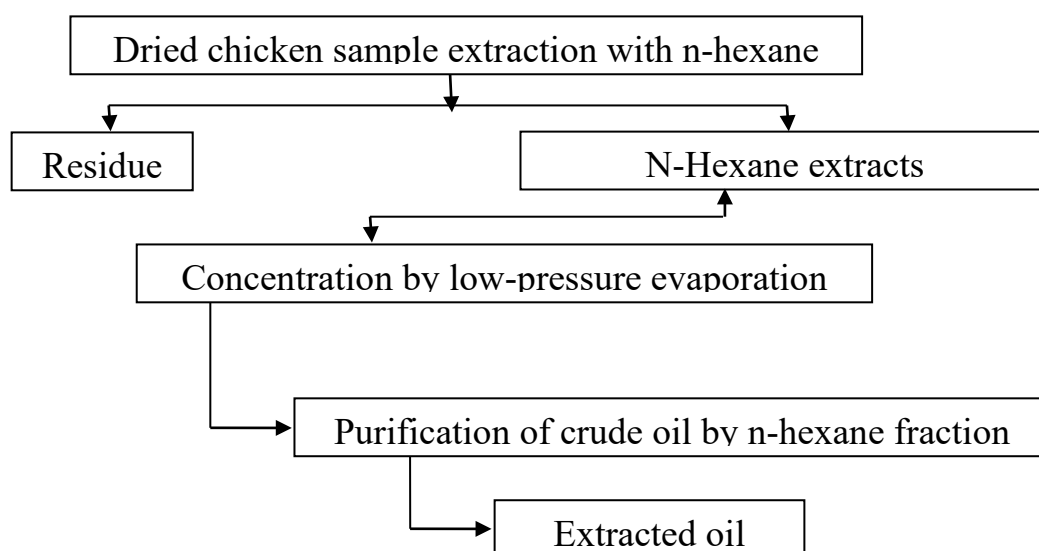 Dried chicken sample extraction with n-hexane
Residue
N-Hexane extracts
Concentration by low-pressure evaporation
Purification of crude oil by n-hexane fraction
Extracted oil